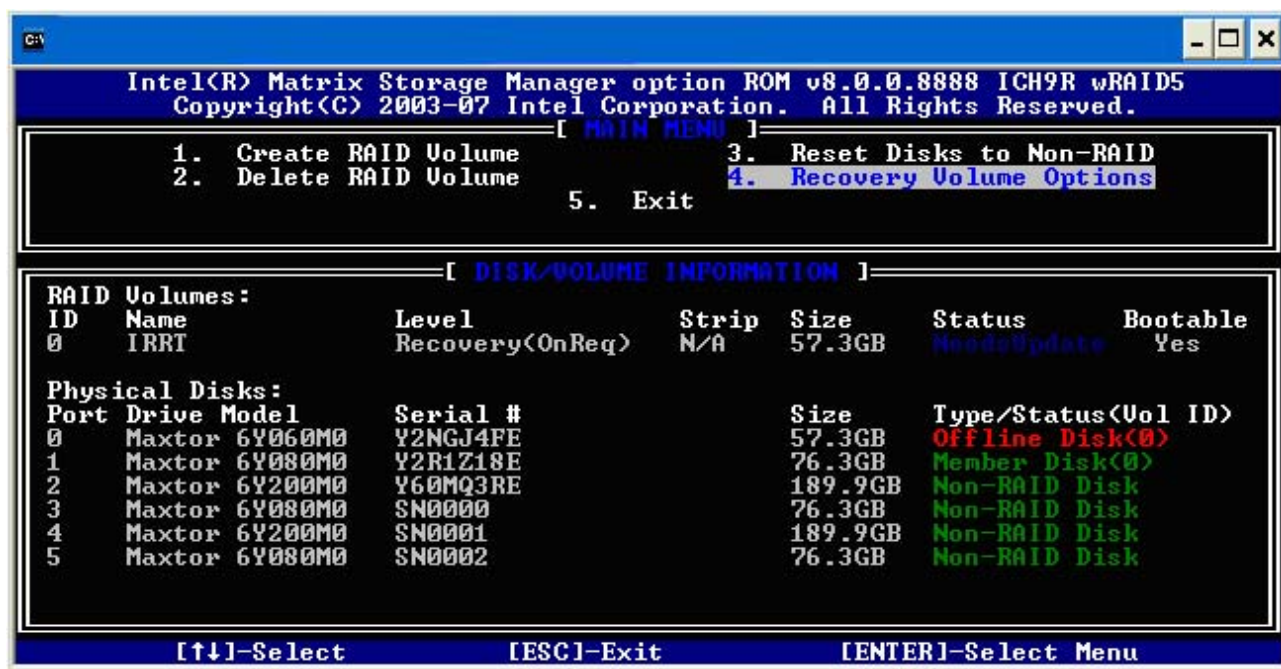 C:\
Intel(R) Matrix Storage Manager option ROM v8.0.0.8888 ICH9R wRAID5
Copyright(C) 2003-07 Intel Corporation.  All Rights Reserved.
[ MAIN MENU ]
1.  Create RAID Volume  3.  Reset Disks to Non-RAID
2.  Delete RAID Volume  4.  Recovery Volume Options
5.  Exit
[ DISK/VOLUME INFORMATION ]
RAID Volumes:
ID  Name  Level  Strip  Size  Status  Bootable
0  IRRT  Recovery(OnReq)  N/A  57.3GB  NeedsUpdate  Yes
Physical Disks:
Port Drive Model  Serial #  Size  Type/Status(Vol ID)
0  Maxtor 6Y060M0  Y2NGJ4FE  57.3GB  Offline Disk(0)
1  Maxtor 6Y080M0  Y2R1Z18E  76.3GB  Member Disk(0)
2  Maxtor 6Y200M0  Y60MQ3RE  189.9GB  Non-RAID Disk
3  Maxtor 6Y080M0  SN0000  76.3GB  Non-RAID Disk
4  Maxtor 6Y200M0  SN0001  189.9GB  Non-RAID Disk
5  Maxtor 6Y080M0  SN0002  76.3GB  Non-RAID Disk
[↑↓]-Select  [ESC]-Exit  [ENTER]-Select Menu